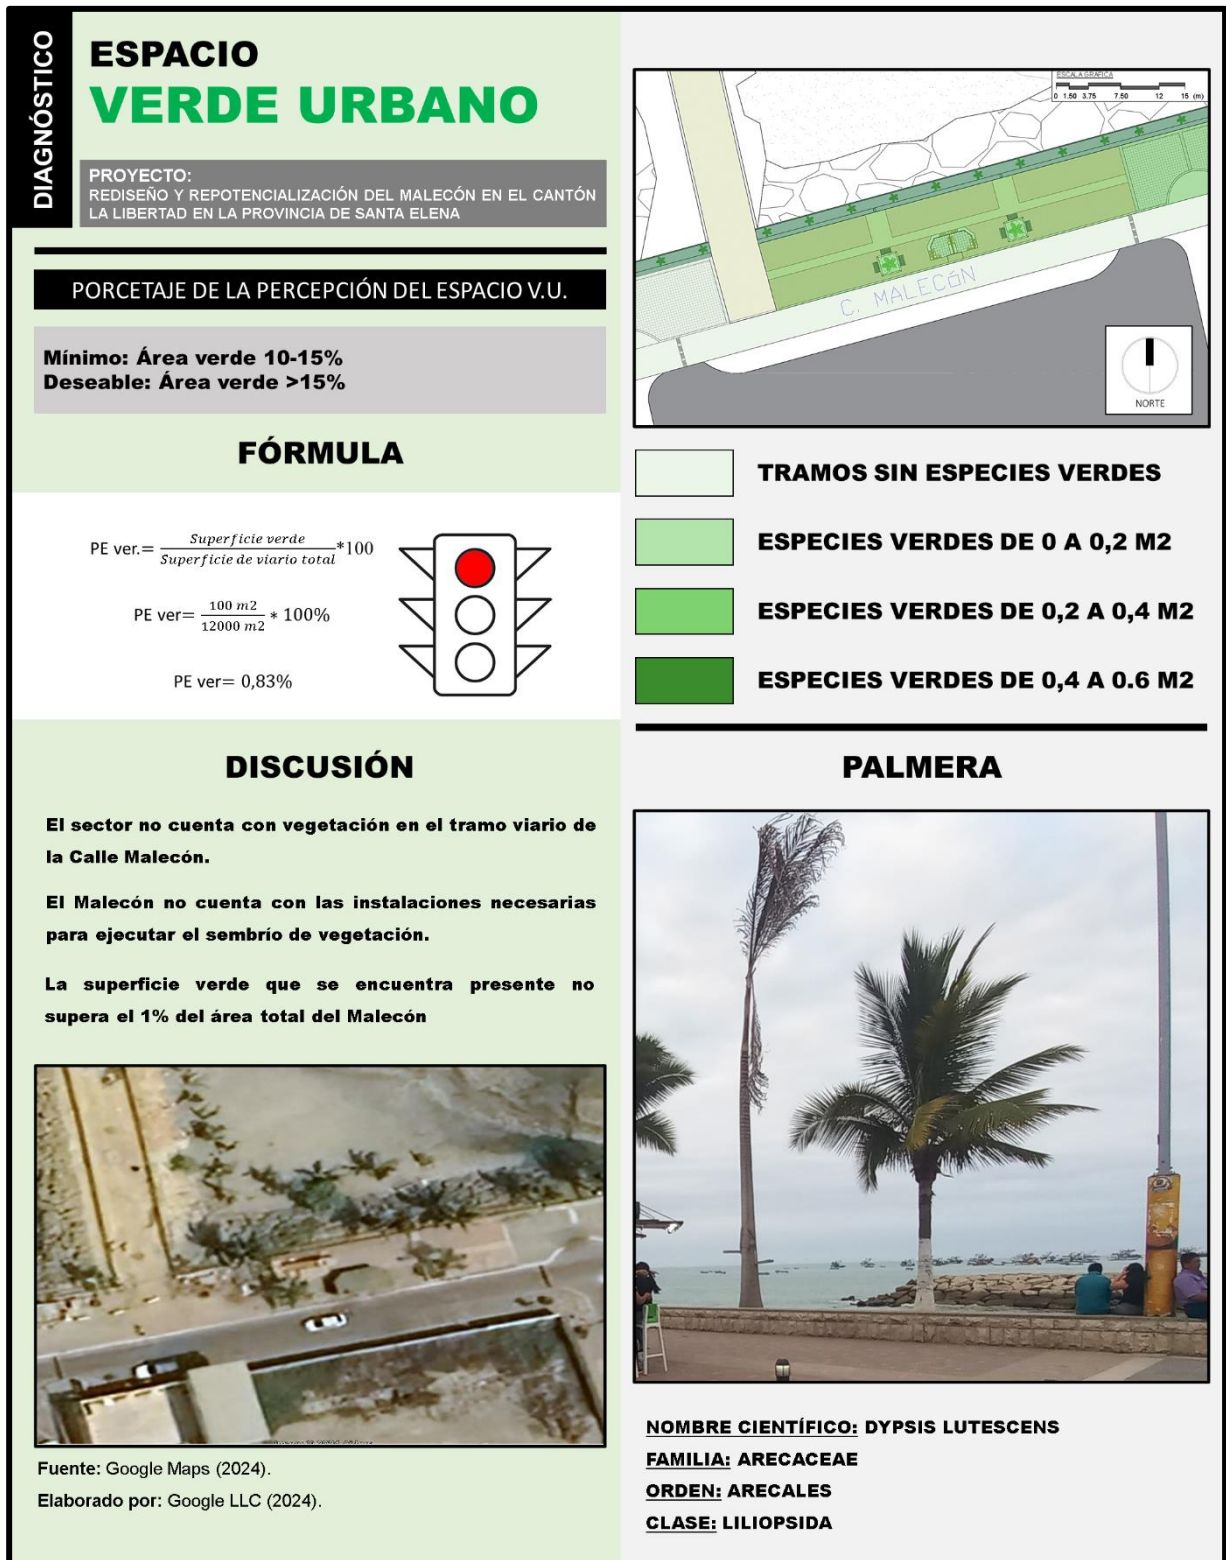 DIAGNÓSTICO
ESPACIO
VERDE URBANO
PROYECTO:
REDISEÑO Y REPOTENCIALIZACIÓN DEL MALECÓN EN EL CANTÓN
LA LIBERTAD EN LA PROVINCIA DE SANTA ELENA
PORCETAJE DE LA PERCEPCIÓN DEL ESPACIO V.U.
Mínimo: Área verde 10-15%
Deseable: Área verde >15%
FÓRMULA
PE ver.= Superficie verde / Superficie de viario total *100
PE ver= 100 m2 / 12000 m2 * 100%
PE ver= 0,83%
DISCUSIÓN
El sector no cuenta con vegetación en el tramo viario de
la Calle Malecón.
El Malecón no cuenta con las instalaciones necesarias
para ejecutar el sembrío de vegetación.
La superficie verde que se encuentra presente no
supera el 1% del área total del Malecón
Fuente: Google Maps (2024).
Elaborado por: Google LLC (2024).
ESCALA GRÁFICA
0 1.50 3.75 7.50 12 15 (m)
C. MALECÓN
NORTE
TRAMOS SIN ESPECIES VERDES
ESPECIES VERDES DE 0 A 0,2 M2
ESPECIES VERDES DE 0,2 A 0,4 M2
ESPECIES VERDES DE 0,4 A 0.6 M2
PALMERA
NOMBRE CIENTÍFICO: DYPSIS LUTESCENS
FAMILIA: ARECACEAE
ORDEN: ARECALES
CLASE: LILIOPSIDA